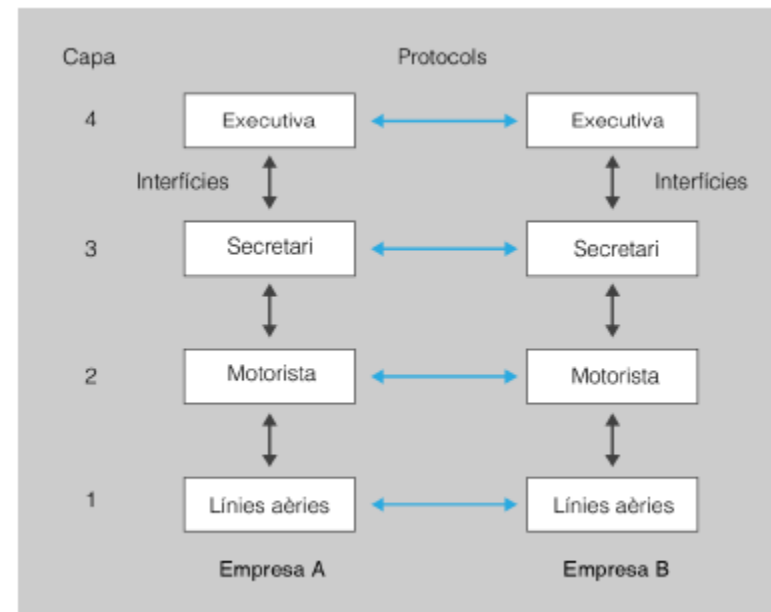 Capa Protocols
4 Executiva Executiva
Interfícies Interfícies
3 Secretari Secretari
2 Motorista Motorista
1 Línies aèries Línies aèries
Empresa A Empresa B